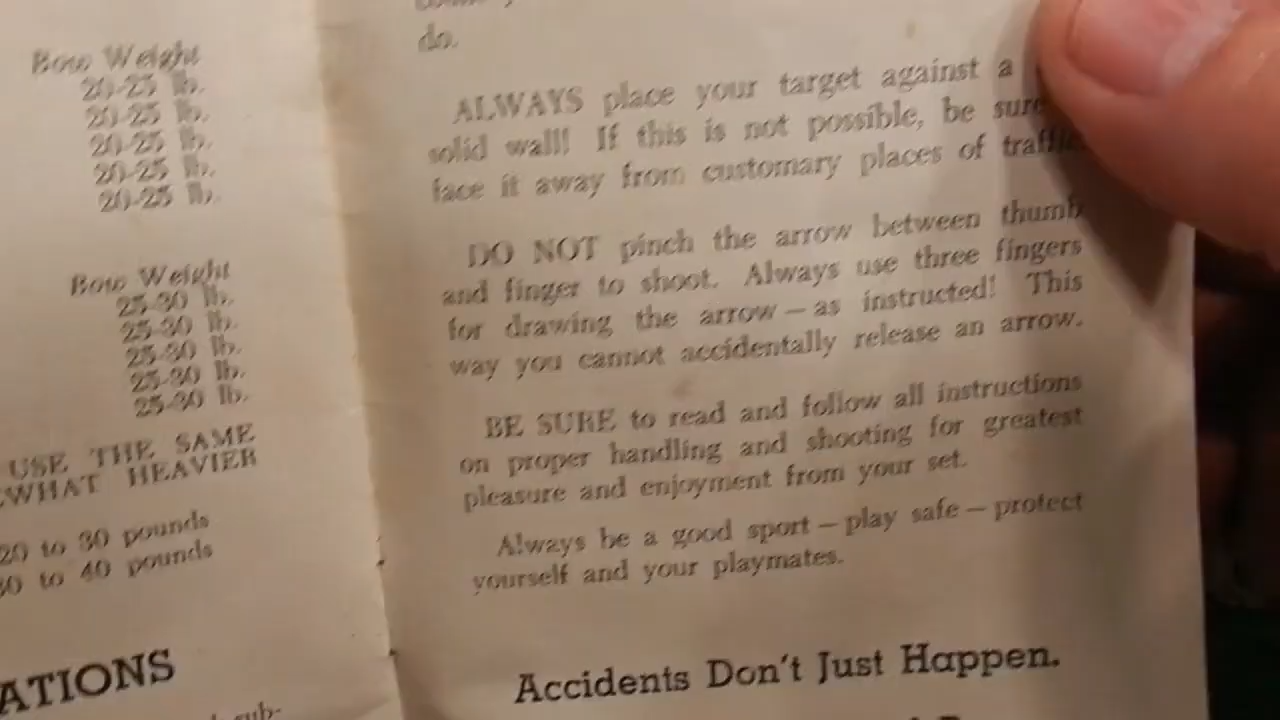 Bow Weight
20-25 lb.
20-25 lb.
20-25 lb.
20-25 lb.
20-25 lb.
Bow Weight
25-30 lb.
25-30 lb.
25-30 lb.
25-30 lb.
25-30 lb.
USE THE SAME
WHAT HEAVIER
20 to 30 pounds
30 to 40 pounds
ATIONS
sub-
do.
ALWAYS place your target against a
solid wall! If this is not possible, be sure
face it away from customary places of traffic
DO NOT pinch the arrow between thumb
and finger to shoot. Always use three fingers
for drawing the arrow — as instructed! This
way you cannot accidentally release an arrow.
BE SURE to read and follow all instructions
on proper handling and shooting for greatest
pleasure and enjoyment from your set.
Always be a good sport — play safe — protect
yourself and your playmates.
Accidents Don't Just Happen.